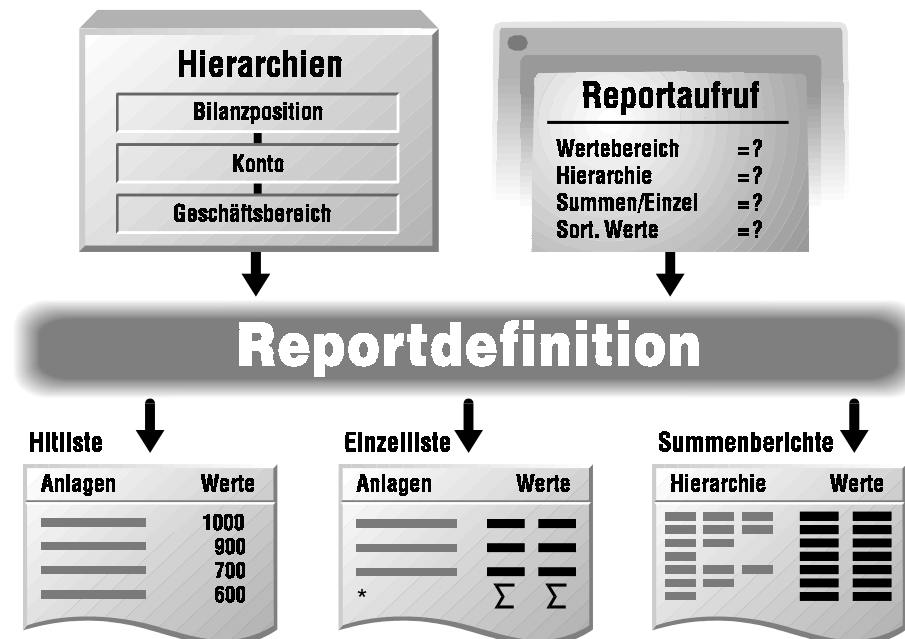 Hierarchien
Bilanzposition
Konto
Geschäftsbereich
Reportaufruf
Wertebereich =?
Hierarchie =?
Summen/Einzel =?
Sort. Werte =?
Reportdefinition
Hitliste
Anlagen Werte
1000
900
700
600
Einzelliste
Anlagen Werte
* Σ Σ
Summenberichte
Hierarchie Werte